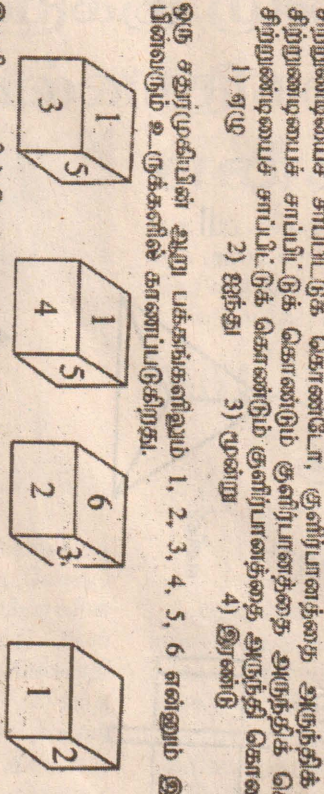 சிற்றுண்டியைச் சாப்பிட்டுக் கொண்டோ, குளிர்பானத்தை அருந்திக்
சிற்றுண்டியைச் சாப்பிட்டுக் கொண்டும் குளிர்பானத்தை அருந்திக்
சிற்றுண்டியைச் சாப்பிட்டுக் கொண்டும் குளிர்பானத்தை அருந்தி
1) ஏழு 2) ஐந்து 3) மூன்று 4) இரண்டு
ஒரு சதுர்முகியின் ஆறு பக்கங்களிலும் 1, 2, 3, 4, 5, 6 என்னும்
பின்வரும் உருக்களில் காணப்படுகிறது.
1 3 5
1 4 5
6 2 3
1 2